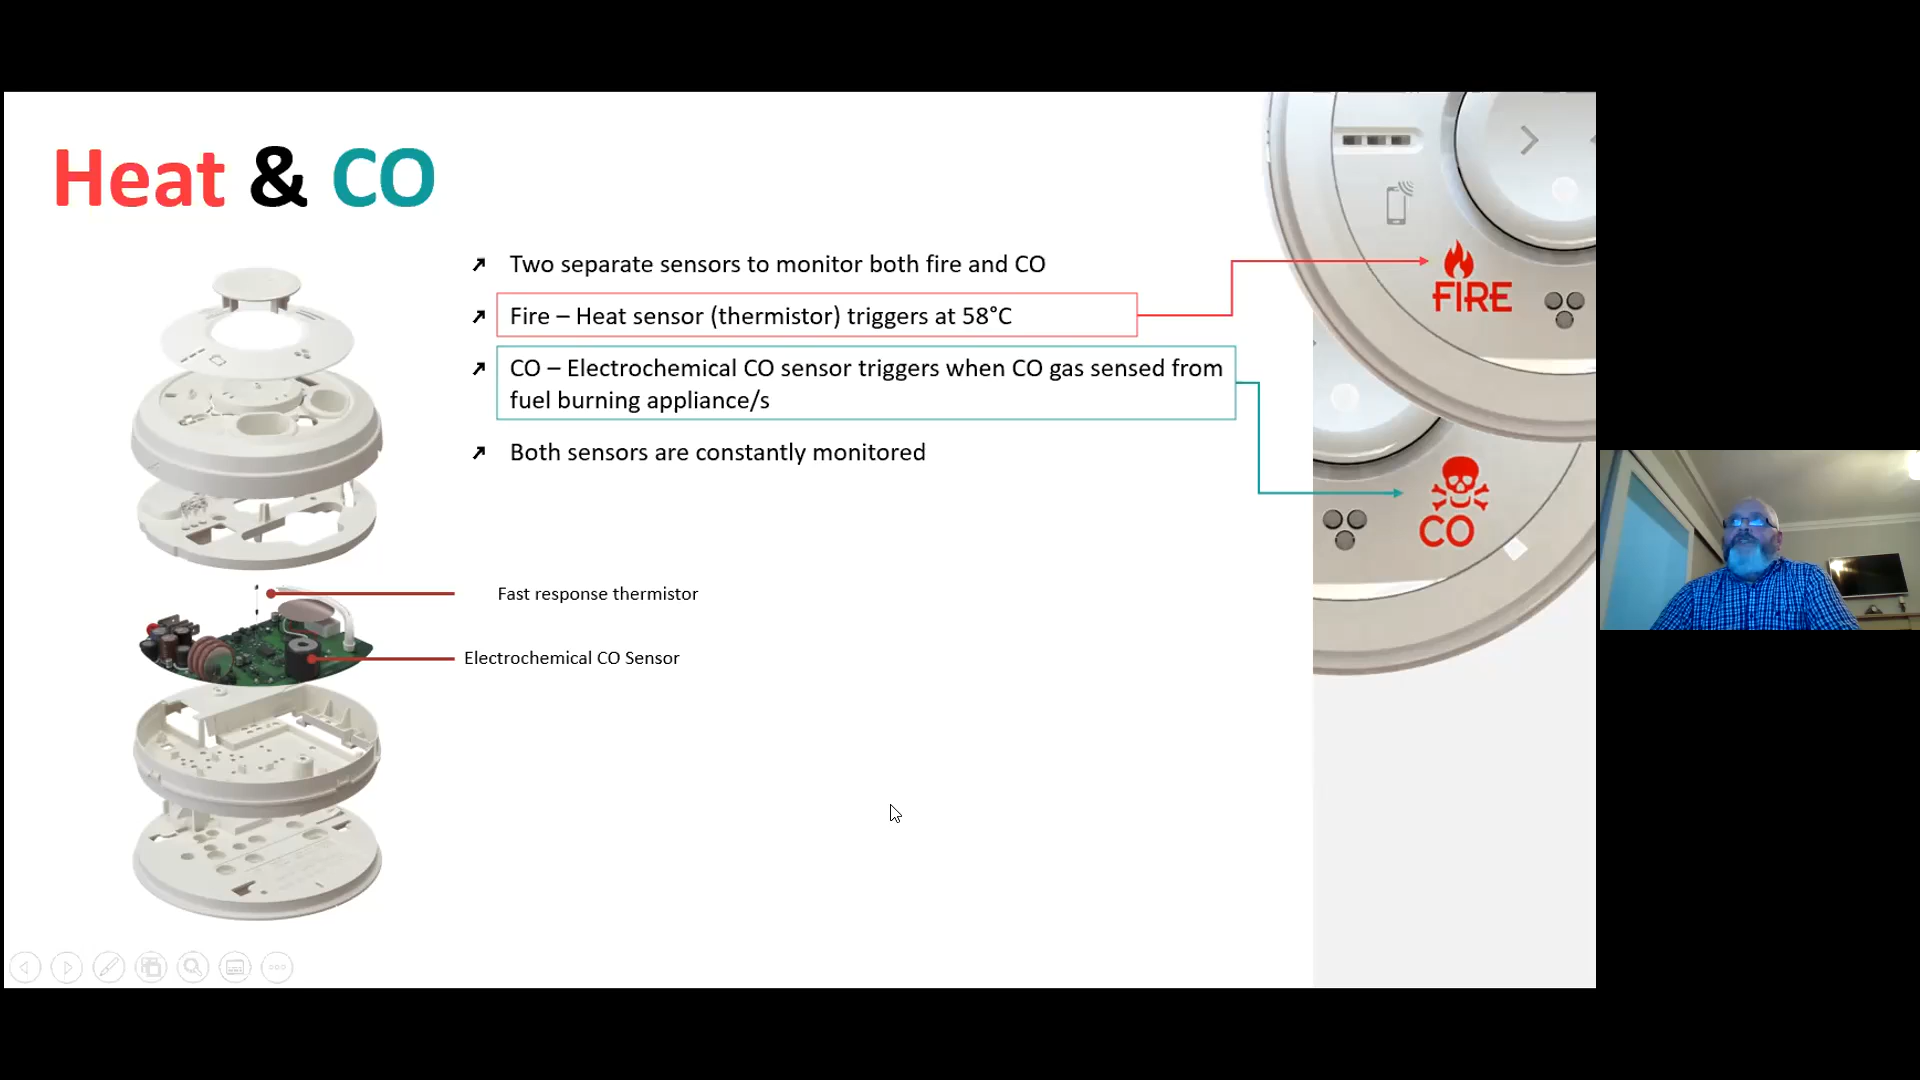 Heat & CO
Two separate sensors to monitor both fire and CO
Fire – Heat sensor (thermistor) triggers at 58°C
CO – Electrochemical CO sensor triggers when CO gas sensed from
fuel burning appliance/s
Both sensors are constantly monitored
Fast response thermistor
Electrochemical CO Sensor
FIRE
CO